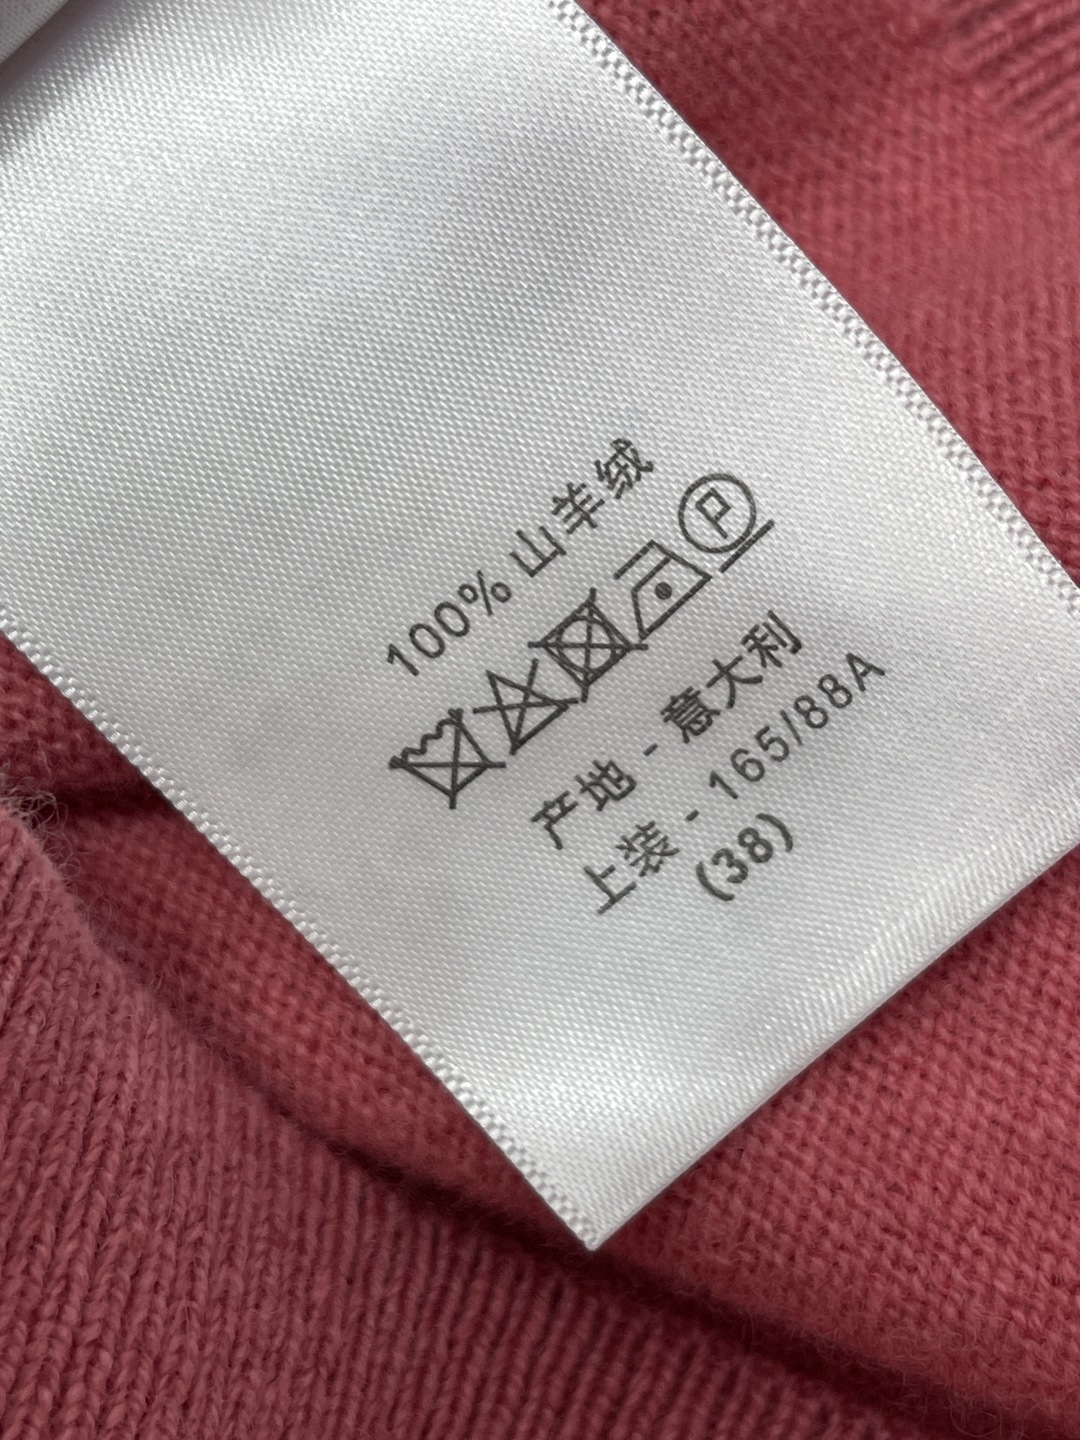 100% 山羊绒
P
产地 - 意大利
上装 - 165/88A
(38)